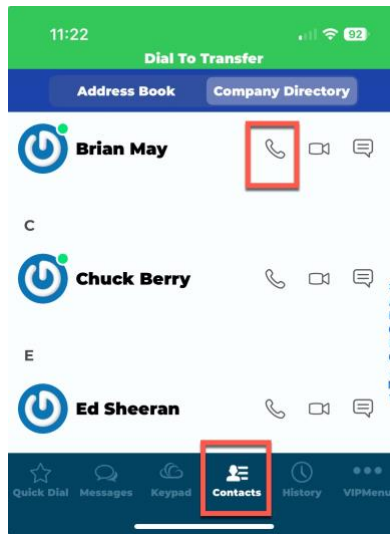 11:22 92
Dial To Transfer
Address Book Company Directory
Brian May
C
Chuck Berry
E
Ed Sheeran
Quick Dial Messages Keypad Contacts History VIPMenu